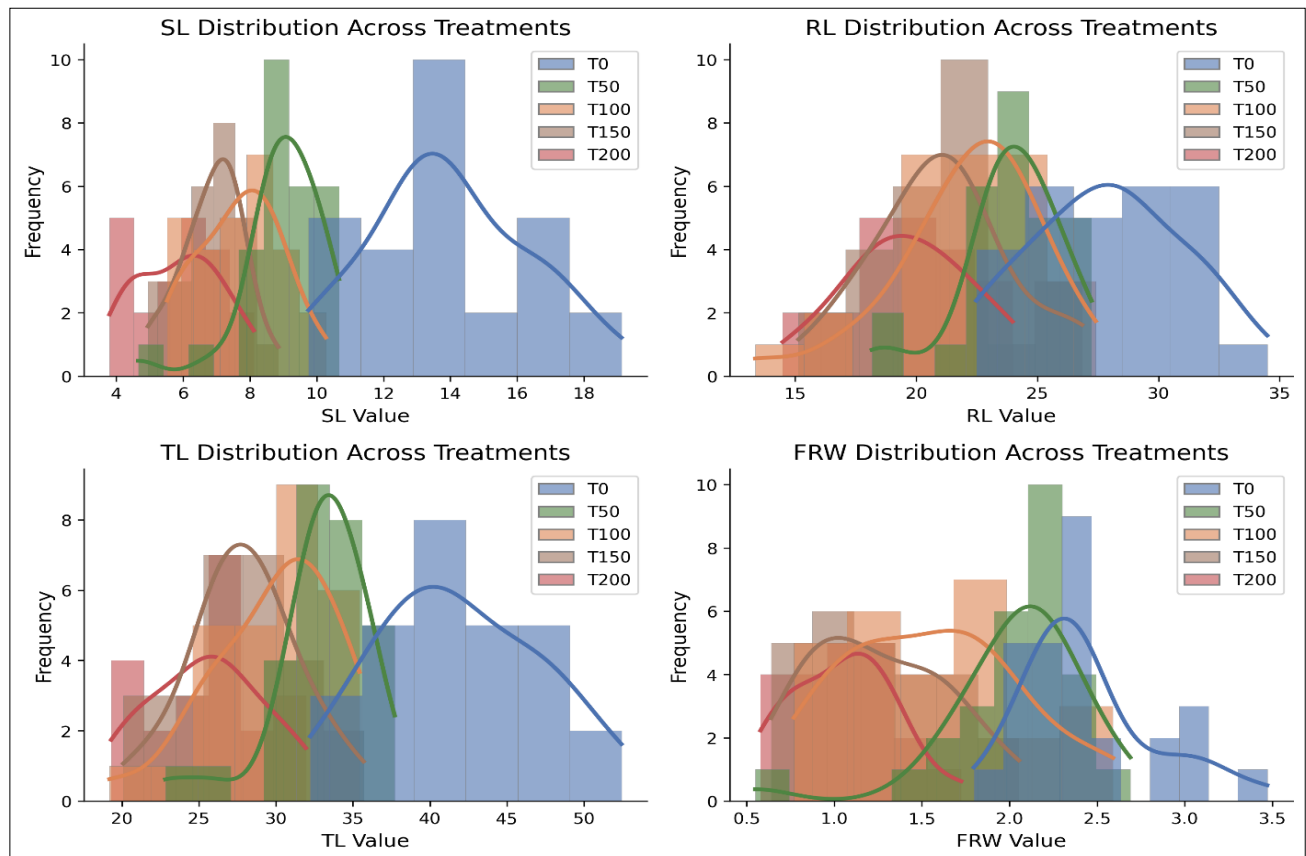 SL Distribution Across Treatments
10
8
6
4
2
0
Frequency
T0
T50
T100
T150
T200
4 6 8 10 12 14 16 18
SL Value
RL Distribution Across Treatments
10
8
6
4
2
0
Frequency
T0
T50
T100
T150
T200
15 20 25 30 35
RL Value
TL Distribution Across Treatments
8
6
4
2
0
Frequency
T0
T50
T100
T150
T200
20 25 30 35 40 45 50
TL Value
FRW Distribution Across Treatments
10
8
6
4
2
0
Frequency
T0
T50
T100
T150
T200
0.5 1.0 1.5 2.0 2.5 3.0 3.5
FRW Value